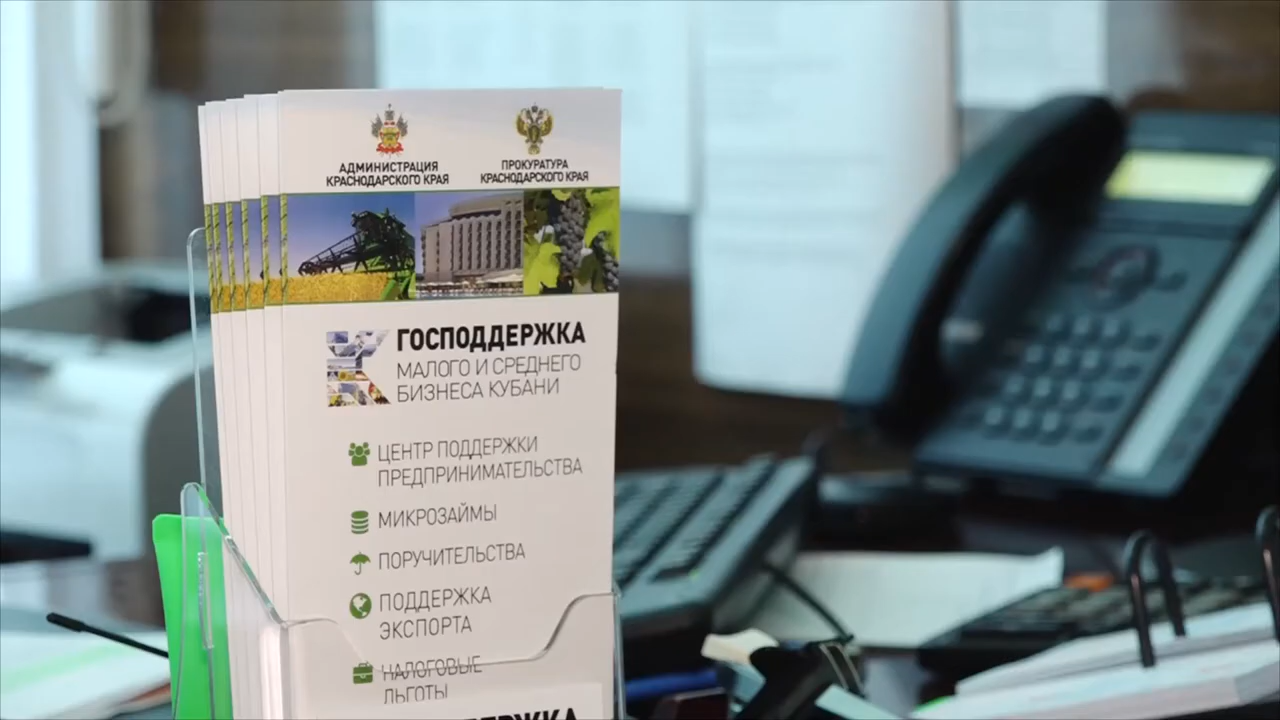 АДМИНИСТРАЦИЯ
КРАСНОДАРСКОГО КРАЯ
ПРОКУРАТУРА
КРАСНОДАРСКОГО КРАЯ
ГОСПОДДЕРЖКА
МАЛОГО И СРЕДНЕГО
БИЗНЕСА КУБАНИ
ЦЕНТР ПОДДЕРЖКИ
ПРЕДПРИНИМАТЕЛЬСТВА
МИКРОЗАЙМЫ
ПОРУЧИТЕЛЬСТВА
ПОДДЕРЖКА
ЭКСПОРТА
НАЛОГОВЫЕ
ЛЬГОТЫ